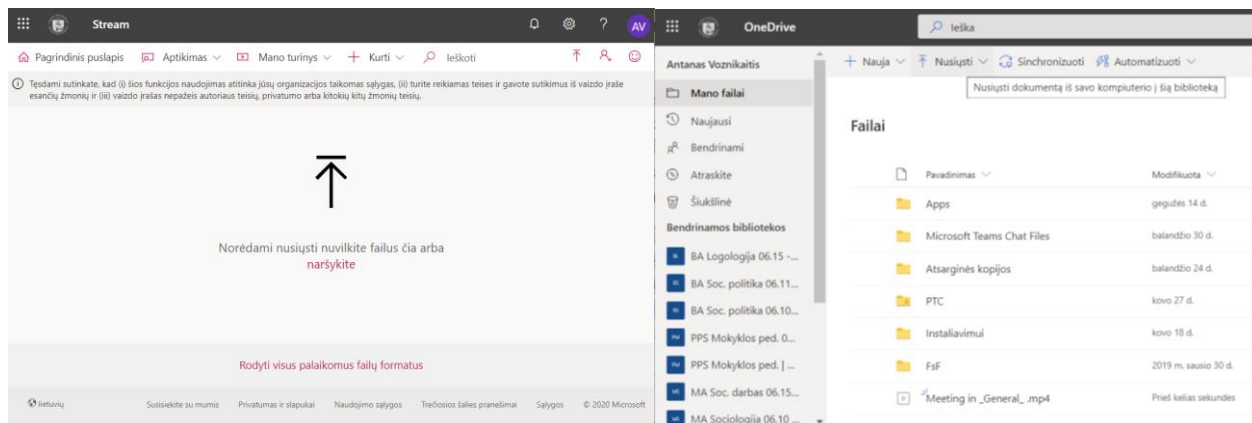 Stream
AV
Pagrindinis puslapis Aptikimas Mano turinys Kurti Ieškoti
Tęsdami sutinkate, kad (i) šios funkcijos naudojimas atitinka jūsų organizacijos taikomas sąlygas, (ii) turite reikiamas teises ir gavote sutikimus iš vaizdo įraše
esančių žmonių ir (iii) vaizdo įrašas nepažeis autoriaus teisių, privatumo arba kitokių kitų žmonių teisių.
Norėdami nusiųsti nuvilkite failus čia arba
naršykite
Rodyti visus palaikomus failų formatus
lietuvių Susisiekite su mumis Privatumas ir slapukai Naudojimo sąlygos Trečiosios šalies pranešimai Sąlygos © 2020 Microsoft
OneDrive
Ieška
Antanas Voznikaitis
Mano failai
Naujausi
Bendrinami
Atraskite
Šiukšlinė
Bendrinamos bibliotekos
BA Logologija 06.15 -...
BA Soc. politika 06.11...
BA Soc. politika 06.10...
PPS Mokyklos ped. 0...
PPS Mokyklos ped. | ...
MA Soc. darbas 06.15...
MA Sociologija 06.10
Nauja Nusiųsti Sinchronizuoti Automatizuoti
Nusiųsti dokumentą iš savo kompiuterio į šią biblioteką
Failai
Pavadinimas Modifikuota
Apps gegužės 14 d.
Microsoft Teams Chat Files balandžio 30 d.
Atsarginės kopijos balandžio 24 d.
PTC kovo 27 d.
Instaliavimui kovo 18 d.
FsF 2019 m. sausio 30 d.
Meeting in _General_ .mp4 Prieš kelias sekundes